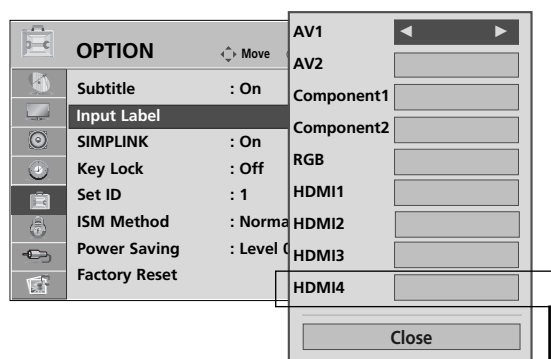 OPTION
Move
Subtitle : On
Input Label
SIMPLINK : On
Key Lock : Off
Set ID : 1
ISM Method : Norma
Power Saving : Level 0
Factory Reset
AV1
AV2
Component1
Component2
RGB
HDMI1
HDMI2
HDMI3
HDMI4
Close